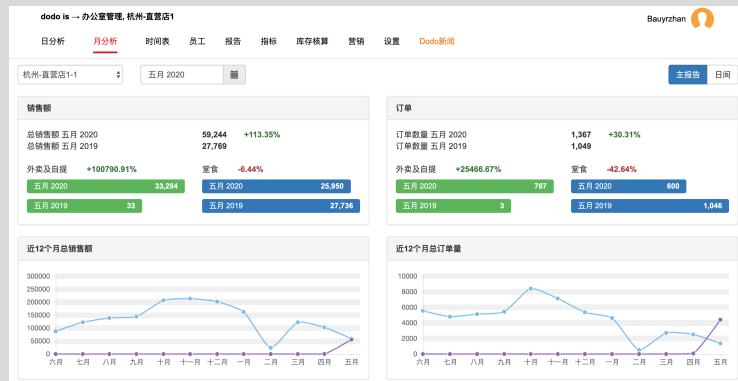 dodo is → 办公室管理, 杭州-直营店1
Bauyrzhan
日分析 月分析 时间表 员工 报告 指标 库存核算 营销 设置 Dodo新闻
杭州-直营店1-1 五月 2020 主报告 日间
销售额
总销售额 五月 2020 59,244 +113.35%
总销售额 五月 2019 27,769
外卖及自提 +100790.91% 堂食 -6.44%
五月 2020 33,294 五月 2020 25,950
五月 2019 33 五月 2019 27,736
订单
订单数量 五月 2020 1,367 +30.31%
订单数量 五月 2019 1,049
外卖及自提 +25466.67% 堂食 -42.64%
五月 2020 767 五月 2020 600
五月 2019 3 五月 2019 1,046
近12个月总销售额
300000
250000
200000
150000
100000
50000
0
六月 七月 八月 九月 十月 十一月 十二月 一月 二月 三月 四月 五月
近12个月总订单量
10000
8000
6000
4000
2000
0
六月 七月 八月 九月 十月 十一月 十二月 一月 二月 三月 四月 五月